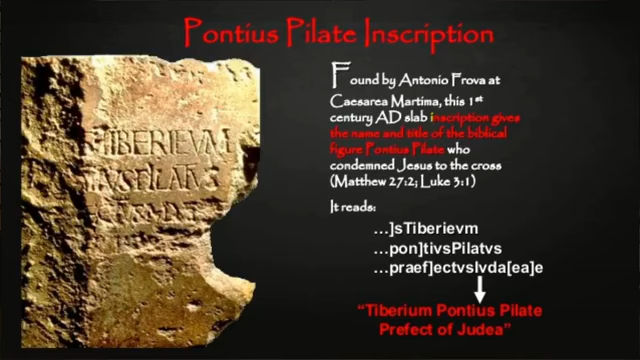 Pontius Pilate Inscription
Found by Antonio Frova at
Caesarea Martima, this 1st
century AD slab inscription gives
the name and title of the biblical
figure Pontius Pilate who
condemned Jesus to the cross
(Matthew 27:2; Luke 3:1)
It reads:
…]sTiberievm
…pon]tivsPilatvs
…praef]ectvsIvda[ea]e
“Tiberium Pontius Pilate
Prefect of Judea”
TIBERIEVM